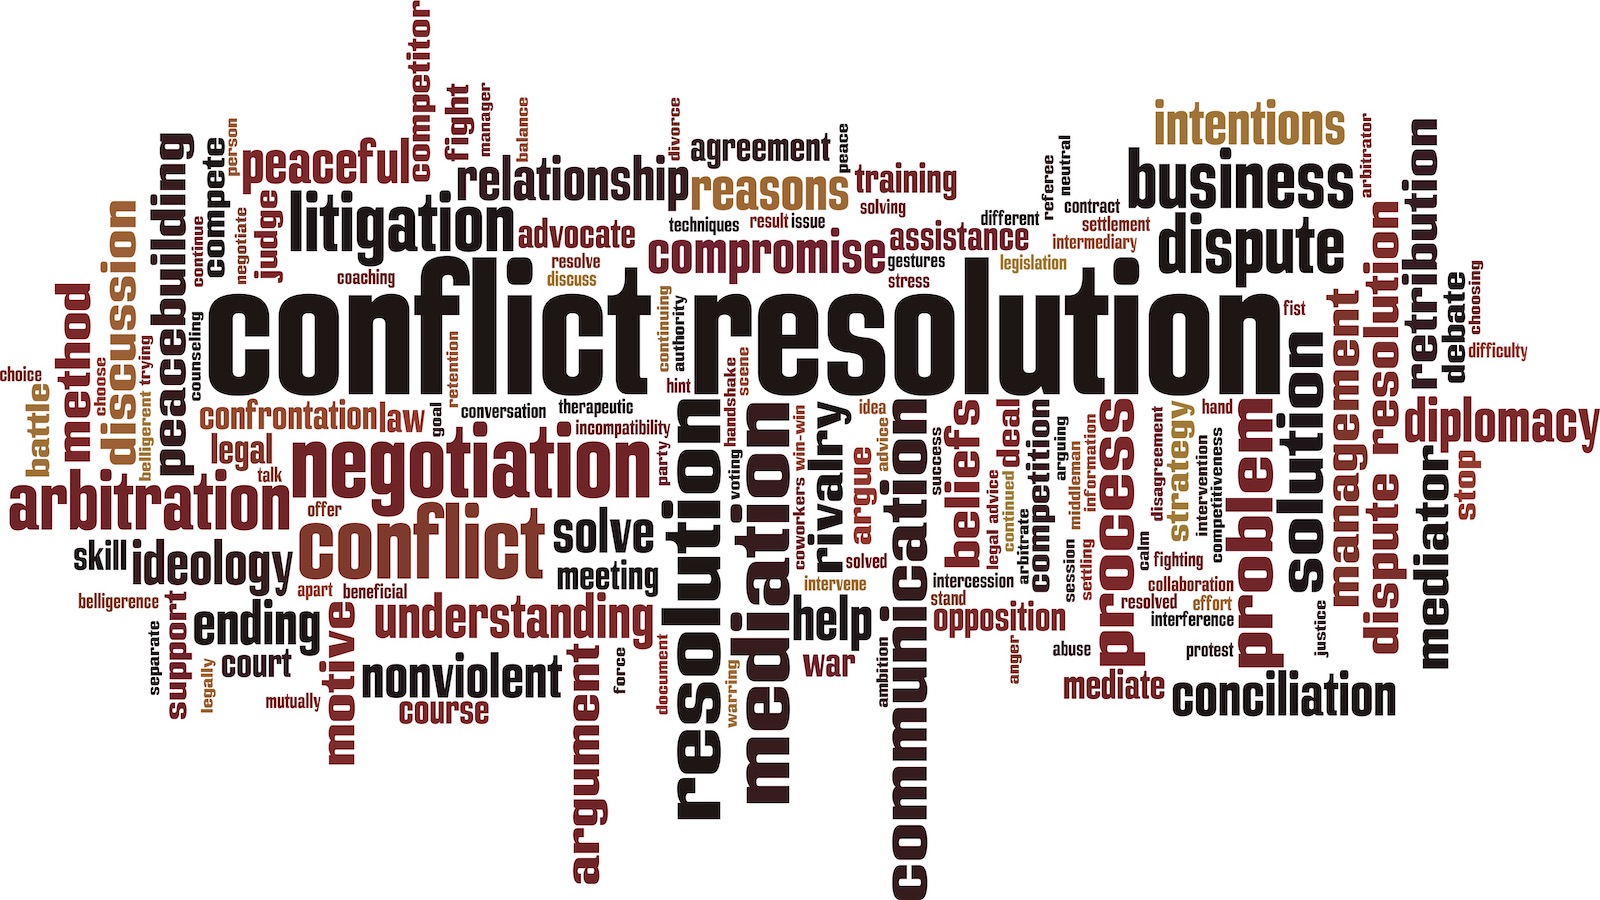 competitor
fight
manager
balance
divorce
peace
person
compete
peaceful
peacebuilding
relationship
agreement
reasons
training
solving
referee
neutral
intentions
arbitrator
business
retribution
continue
negotiate
judge
litigation
advocate
techniques
result
issue
different
contract
settlement
intermediary
dispute
compromise
assistance
gestures
legislation
stress
coaching
resolve
discuss
discussion
method
choose
trying
belligerent
counseling
conflict resolution
continuing
authority
fist
management
dispute resolution
debate
choosing
difficulty
choice
battle
retention
hint
handshake
scene
confrontation
law
goal
conversation
therapeutic
incompatibility
legal
talk
negotiation
party
arbitration
offer
conflict
solve
skill
ideology
meeting
apart
beneficial
belligerence
support
separate
ending
legally
court
mutually
motive
understanding
nonviolent
course
argument
force
document
resolution
voting
warring
mediation
coworkers
win-win
rivalry
idea
advice
argue
solved
intervene
help
war
ambition
communication
success
beliefs
legal advice
continued
deal
arbitrate
competition
arguing
middleman
information
session
settling
intercession
stand
opposition
anger
abuse
process
disagreement
calm
strategy
hand
intervention
competitiveness
fighting
collaboration
resolved
effort
interference
protest
problem
mediate
conciliation
solution
justice
diplomacy
stop
mediator